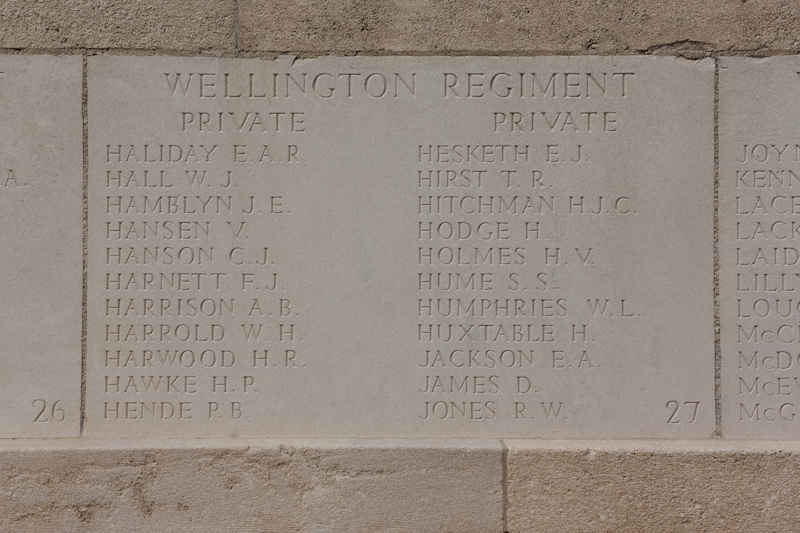 WELLINGTON REGIMENT
PRIVATE
HALIDAY E.A.R.
HALL W. J.
HAMBLYN J. E.
HANSEN V.
HANSON C.J.
HARNETT F. J.
HARRISON A. B.
HARROLD W. H.
HARWOOD H. R.
HAWKE H. P.
HENDE P. B.
PRIVATE
HESKETH E. J.
HIRST T. R.
HITCHMAN H.J.C.
HODGE H.
HOLMES H. V.
HUME S. S.
HUMPHRIES W. L.
HUXTABLE H.
JACKSON E.A.
JAMES D.
JONES R. W.
26
27
A.